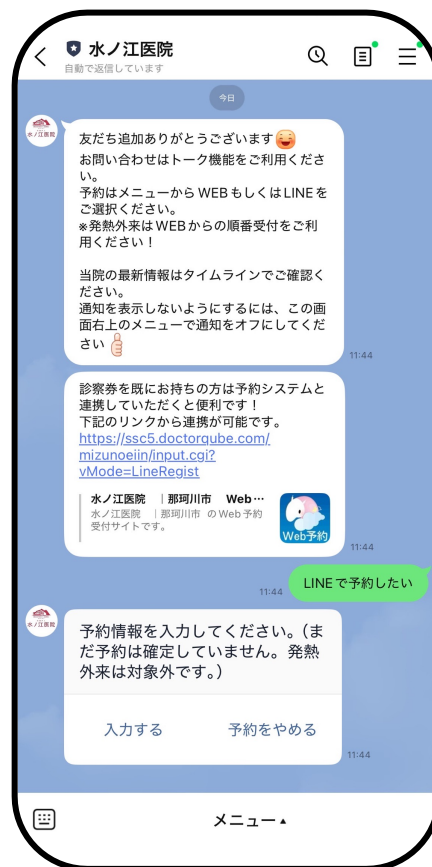 水ノ江医院
自動で返信しています
今日
水ノ江医院
友だち追加ありがとうございます
お問い合わせはトーク機能をご利用くださ
い。
予約はメニューからWEBもしくはLINEを
ご選択ください。
※発熱外来はWEBからの順番受付をご利
用ください！
当院の最新情報はタイムラインでご確認く
ださい。
通知を表示しないようにするには、この画
面右上のメニューで通知をオフにしてくだ
さい
11:44
診察券を既にお持ちの方は予約システムと
連携していただくと便利です！
下記のリンクから連携が可能です。
https://ssc5.doctorqube.com/
mizunoeiin/input.cgi?
vMode=LineRegist
水ノ江医院　｜那珂川市　Web…
水ノ江医院　｜那珂川市 のWeb予約
受付サイトです。
Web予約
11:44
LINEで予約したい
11:44
水ノ江医院
予約情報を入力してください。（ま
だ予約は確定していません。発熱
外来は対象外です。）
入力する　予約をやめる
11:44
メニュー▲